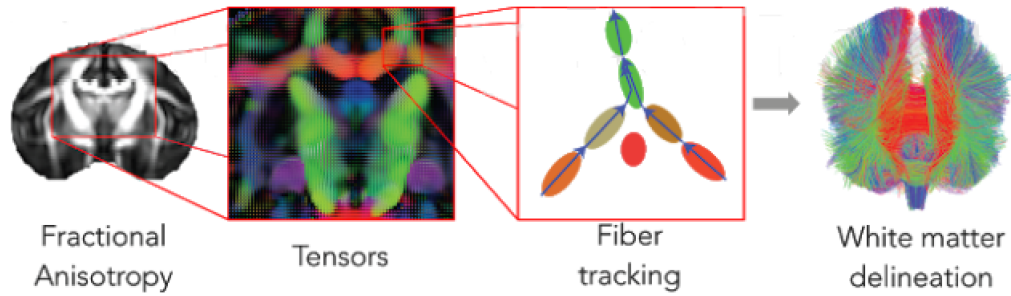 Fractional
Anisotropy
Tensors
Fiber
tracking
White matter
delineation